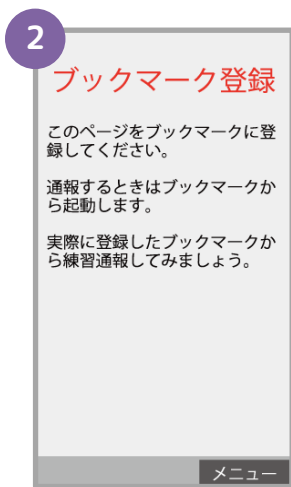 2
ブックマーク登録
このページをブックマークに登
録してください。
通報するときはブックマークか
ら起動します。
実際に登録したブックマークか
ら練習通報してみましょう。
メニュー